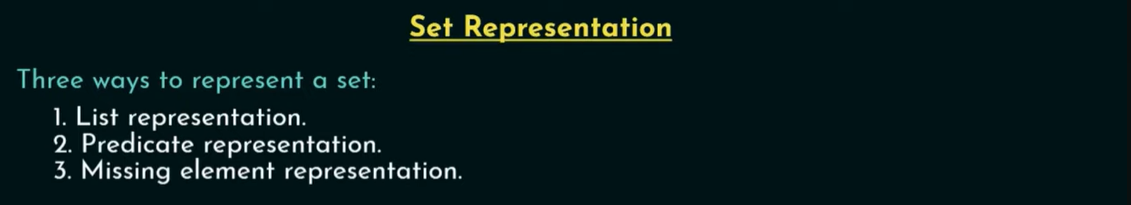 Set Representation
Three ways to represent a set:
1. List representation.
2. Predicate representation.
3. Missing element representation.